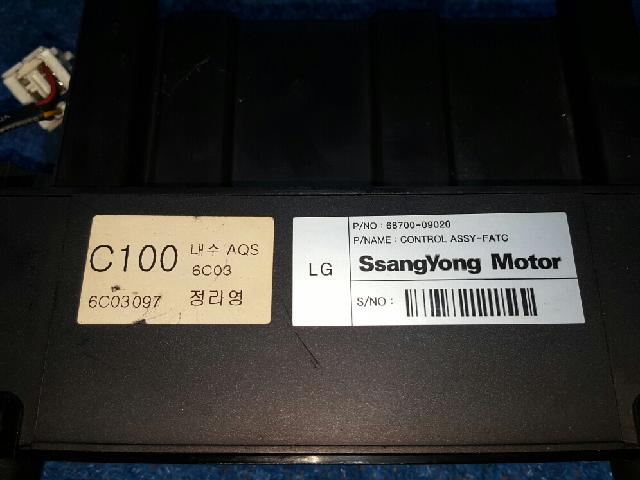 C100
내수 AQS
6C03
6C03097
정리영
LG
P/NO : 68700-09020
P/NAME : CONTROL ASSY-FATC
SsangYong Motor
S/NO :